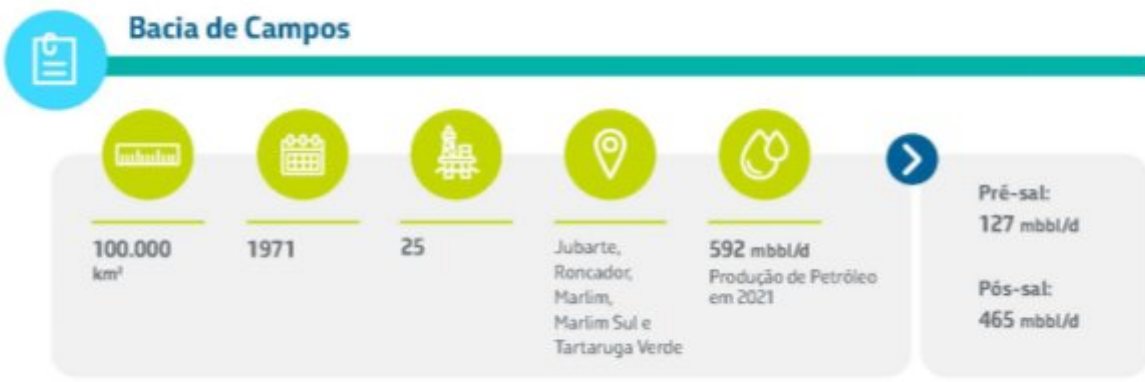 Bacia de Campos
100.000
km²
1971
25
Jubarte,
Roncador,
Marlim,
Marlim Sul e
Tartaruga Verde
592 mbbl/d
Produção de Petróleo
em 2021
Pré-sal:
127 mbbl/d
Pós-sal:
465 mbbl/d